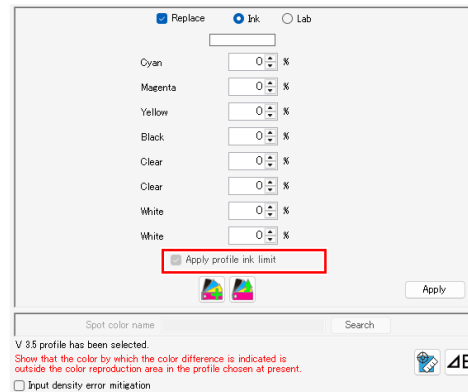 Replace Ink Lab
Cyan 0 %
Magenta 0 %
Yellow 0 %
Black 0 %
Clear 0 %
Clear 0 %
White 0 %
White 0 %
Apply profile ink limit
Apply
Spot color name Search
V 3.5 profile has been selected.
Show that the color by which the color difference is indicated is
outside the color reproduction area in the profile chosen at present.
Input density error mitigation